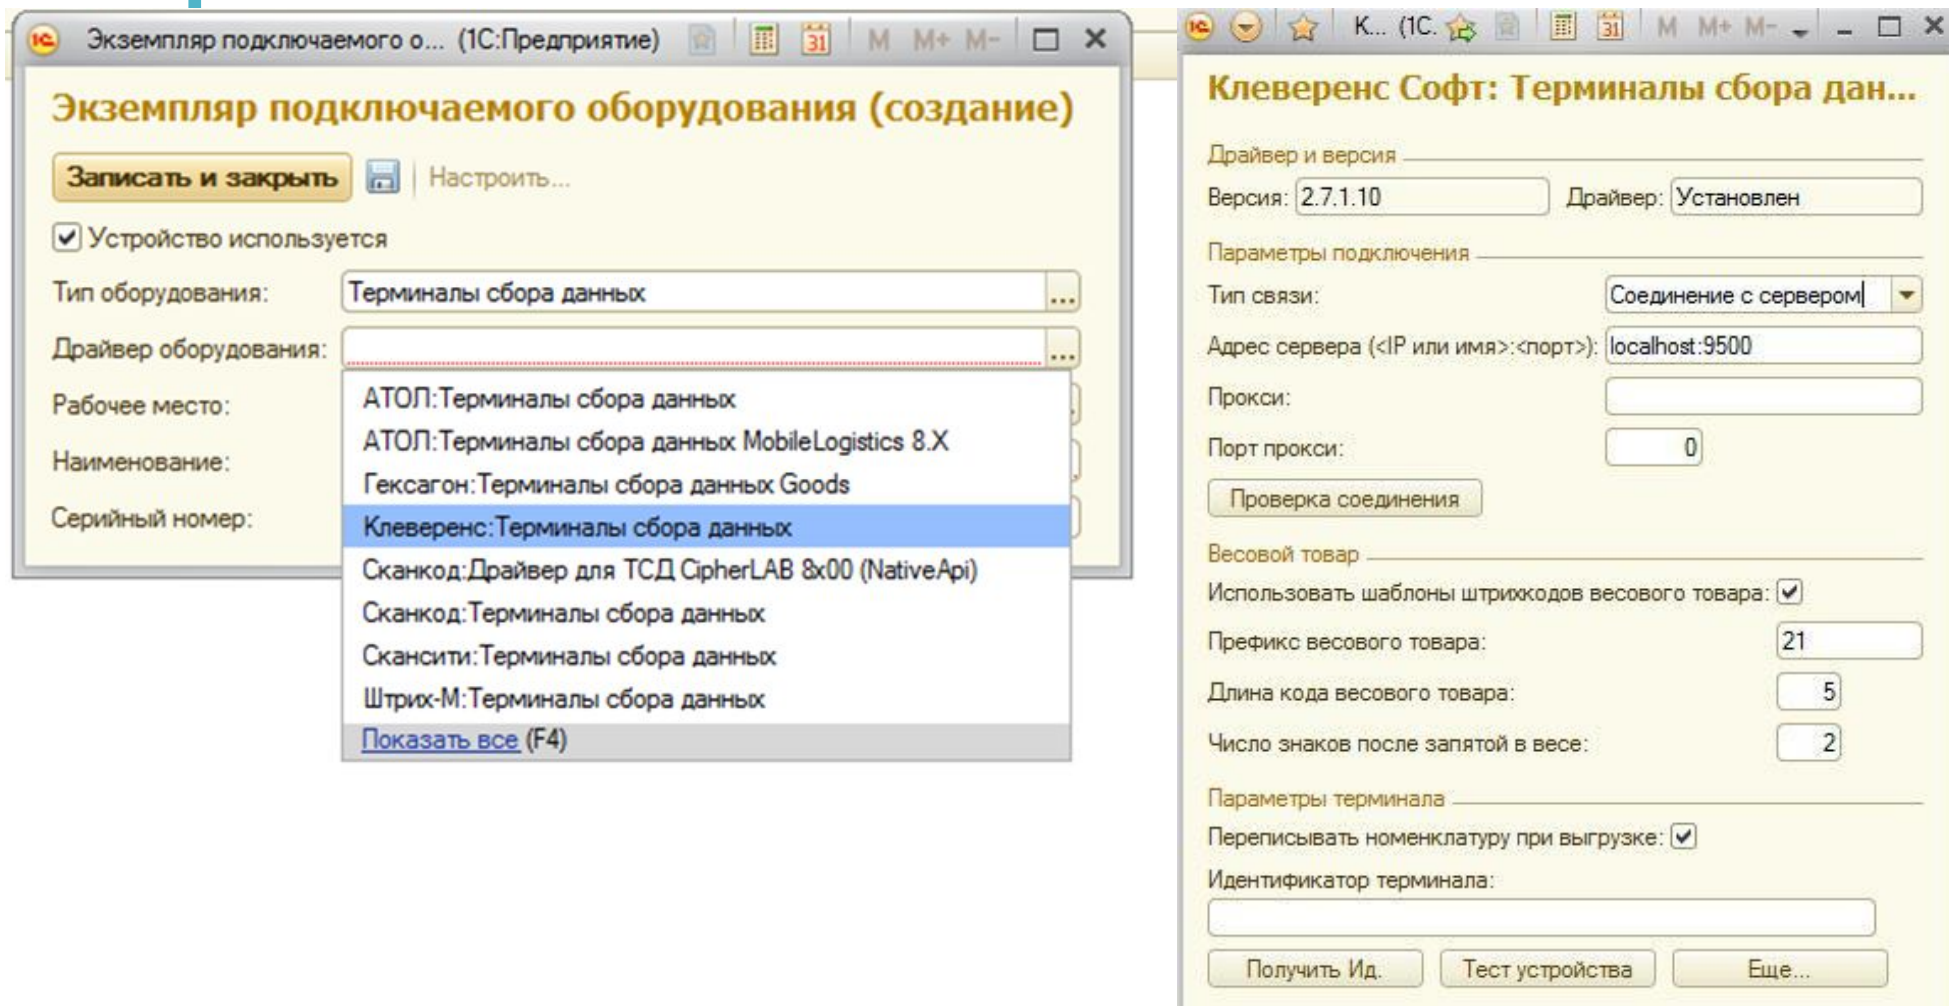 Экземпляр подключаемого о... (1С:Предприятие) 31 M M+ M-
Экземпляр подключаемого оборудования (создание)
Записать и закрыть Настроить...
Устройство используется
Тип оборудования: Терминалы сбора данных ...
Драйвер оборудования: ...
Рабочее место:
Наименование:
Серийный номер:
АТОЛ:Терминалы сбора данных
АТОЛ:Терминалы сбора данных MobileLogistics 8.X
Гексагон:Терминалы сбора данных Goods
Клеверенс:Терминалы сбора данных
Сканкод:Драйвер для ТСД CipherLAB 8x00 (NativeApi)
Сканкод:Терминалы сбора данных
Скансити:Терминалы сбора данных
Штрих-М:Терминалы сбора данных
Показать все (F4)
К... (1С. 31 M M+ M-
Клеверенс Софт: Терминалы сбора дан...
Драйвер и версия
Версия: 2.7.1.10 Драйвер: Установлен
Параметры подключения
Тип связи: Соединение с сервером
Адрес сервера (<IP или имя>:<порт>): localhost:9500
Прокси:
Порт прокси: 0
Проверка соединения
Весовой товар
Использовать шаблоны штрихкодов весового товара:
Префикс весового товара: 21
Длина кода весового товара: 5
Число знаков после запятой в весе: 2
Параметры терминала
Переписывать номенклатуру при выгрузке:
Идентификатор терминала:
Получить Ид. Тест устройства Еще...